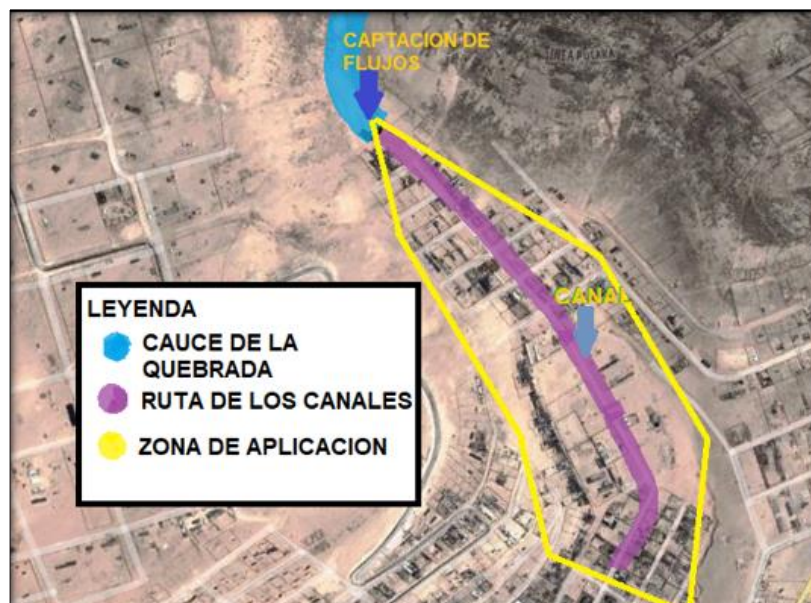 CAPTACION DE
FLUJOS
CANAL
LEYENDA
CAUCE DE LA
QUEBRADA
RUTA DE LOS CANALES
ZONA DE APLICACION